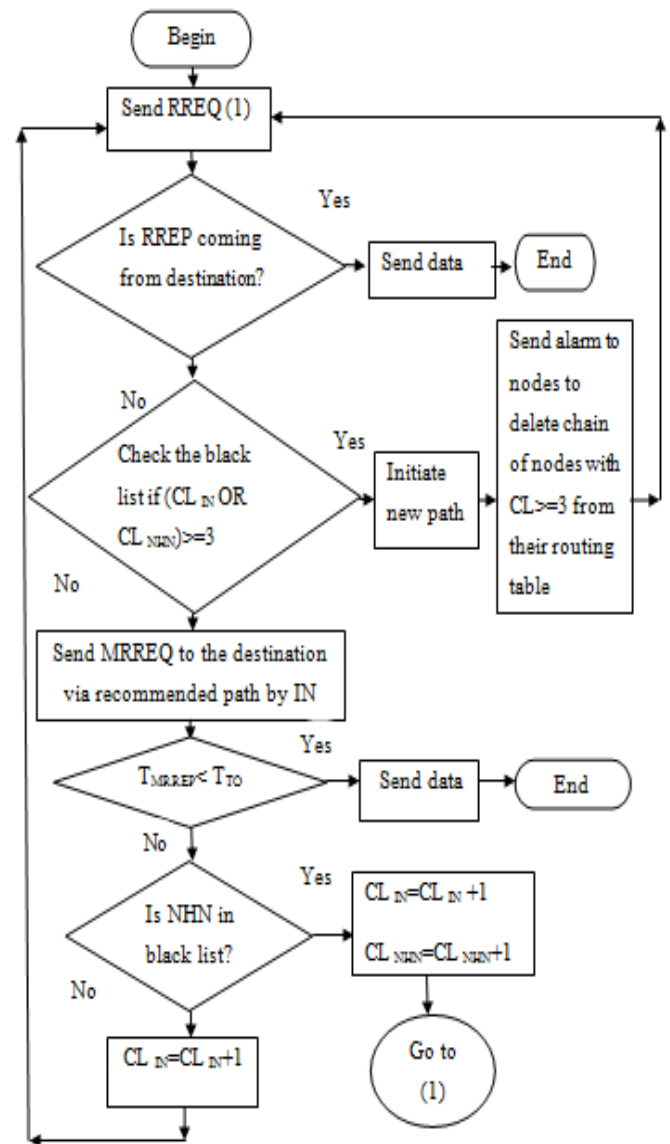 Begin
Send RREQ (1)
Yes
Is RREP coming
from destination?
Send data
End
No
Check the black
list if (CL IN OR
CL NHN)>=3
Yes
Initiate
new path
Send alarm to
nodes to
delete chain
of nodes with
CL>=3 from
their routing
table
No
Send MRREQ to the destination
via recommended path by IN
TMRREP< TTO
Yes
Send data
End
No
Is NHN in
black list?
Yes
CL IN=CL IN +1
CL NHN=CL NHN+1
No
CL IN=CL IN+1
Go to
(1)